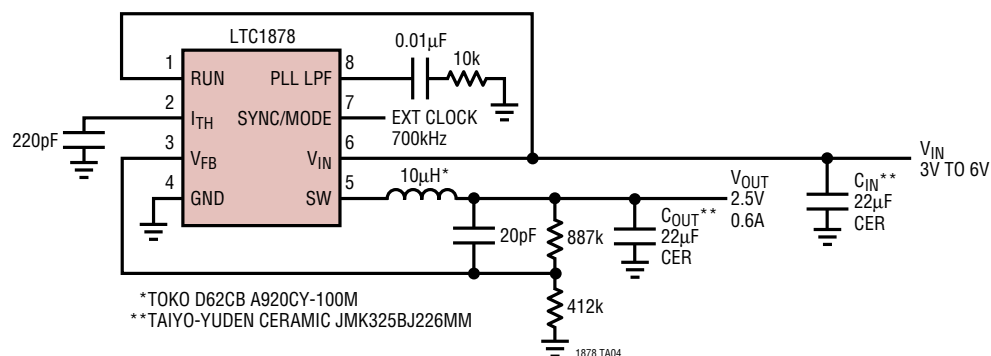 LTC1878
0.01µF
10k
1
RUN
PLL LPF
8
2
ITH
SYNC/MODE
7
EXT CLOCK
700kHz
220pF
3
VFB
VIN
6
VIN
3V TO 6V
4
GND
SW
5
10µH*
VOUT
2.5V
0.6A
CIN**
22µF
CER
20pF
887k
COUT**
22µF
CER
412k
*TOKO D62CB A920CY-100M
**TAIYO-YUDEN CERAMIC JMK325BJ226MM
1878 TA04